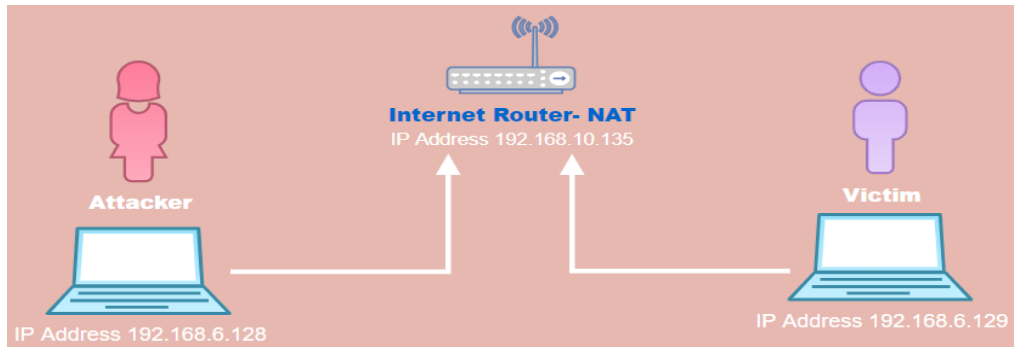 Internet Router- NAT
IP Address 192.168.10.135
Attacker
Victim
IP Address 192.168.6.128
IP Address 192.168.6.129